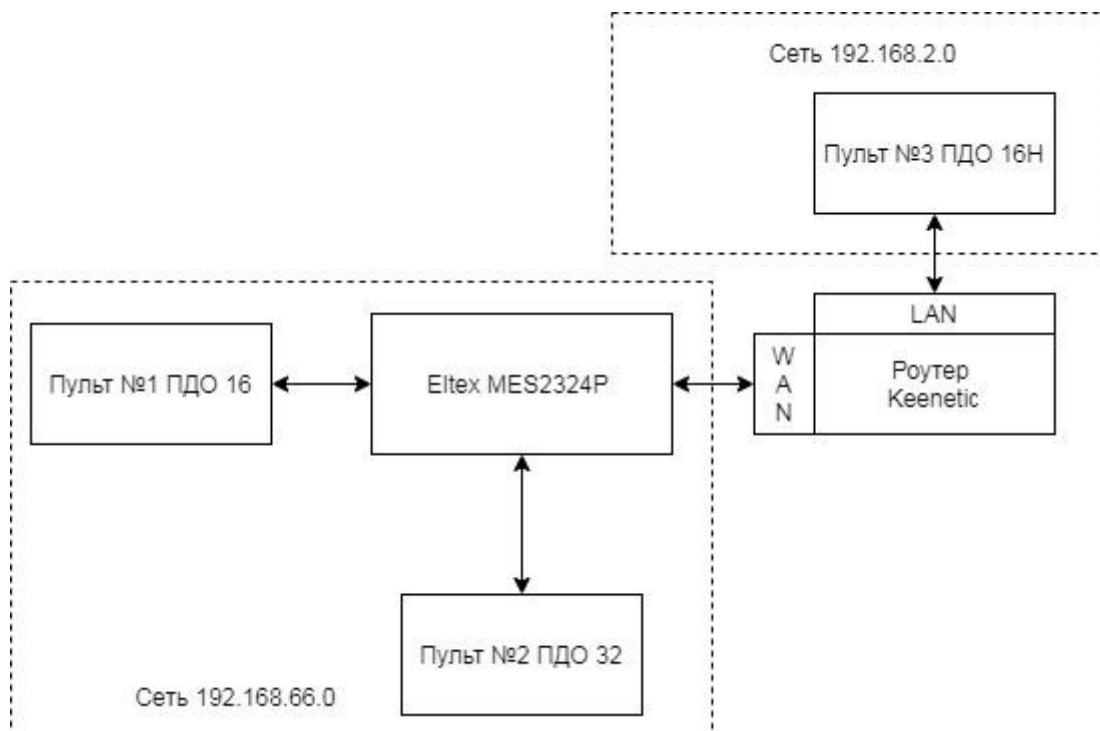 Сеть 192.168.2.0
Пульт №3 ПДО 16Н
LAN
W
A
N
Роутер
Keenetic
Пульт №1 ПДО 16
Eltex MES2324P
Пульт №2 ПДО 32
Сеть 192.168.66.0